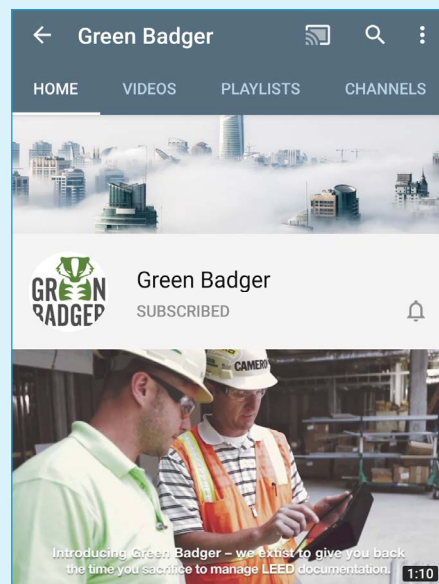 Green Badger
HOME VIDEOS PLAYLISTS CHANNELS
GREEN
BADGER
Green Badger
SUBSCRIBED
CAMERO
Introducing Green Badger – we extist to give you back
the time you sacrifice to manage LEED documentation.
1:10